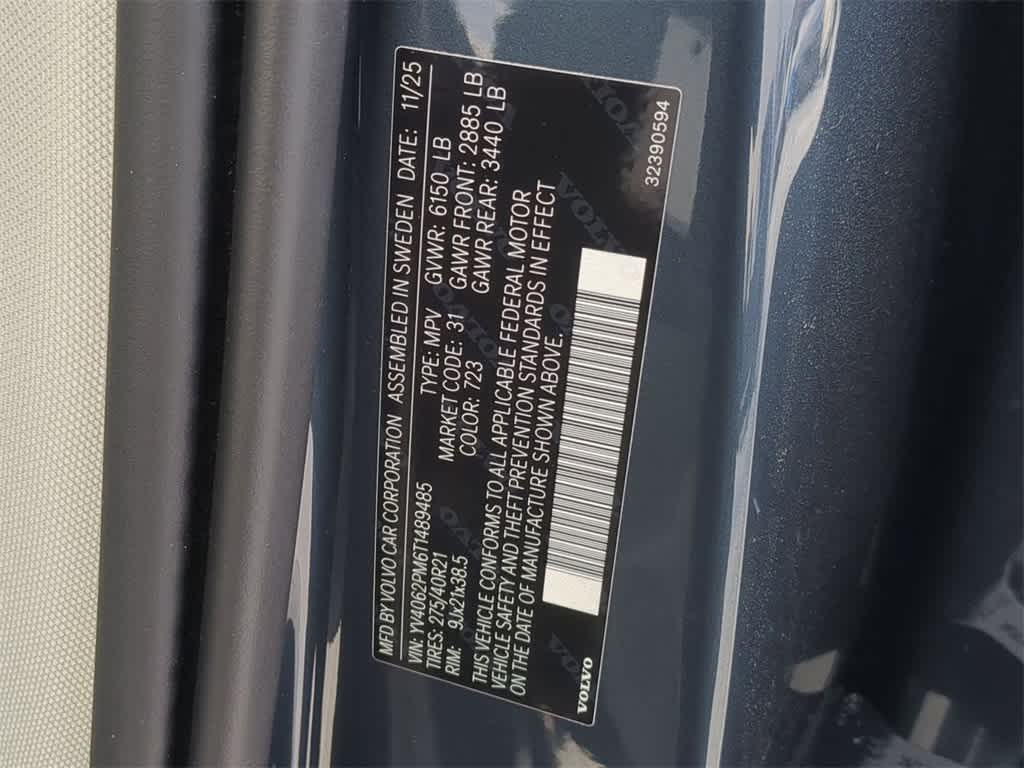 MFD BY VOLVO CAR CORPORATION ASSEMBLED IN SWEDEN DATE: 11/25
VIN: YV4062PM6T1489485 TYPE: MPV GVWR: 6150 LB
TIRES: 275/40R21 MARKET CODE: 31 GAWR FRONT: 2885 LB
RIM: 9Jx21x38.5 COLOR: 723 GAWR REAR: 3440 LB
THIS VEHICLE CONFORMS TO ALL APPLICABLE FEDERAL MOTOR
VEHICLE SAFETY AND THEFT PREVENTION STANDARDS IN EFFECT
ON THE DATE OF MANUFACTURE SHOWN ABOVE.
VOLVO 32390594